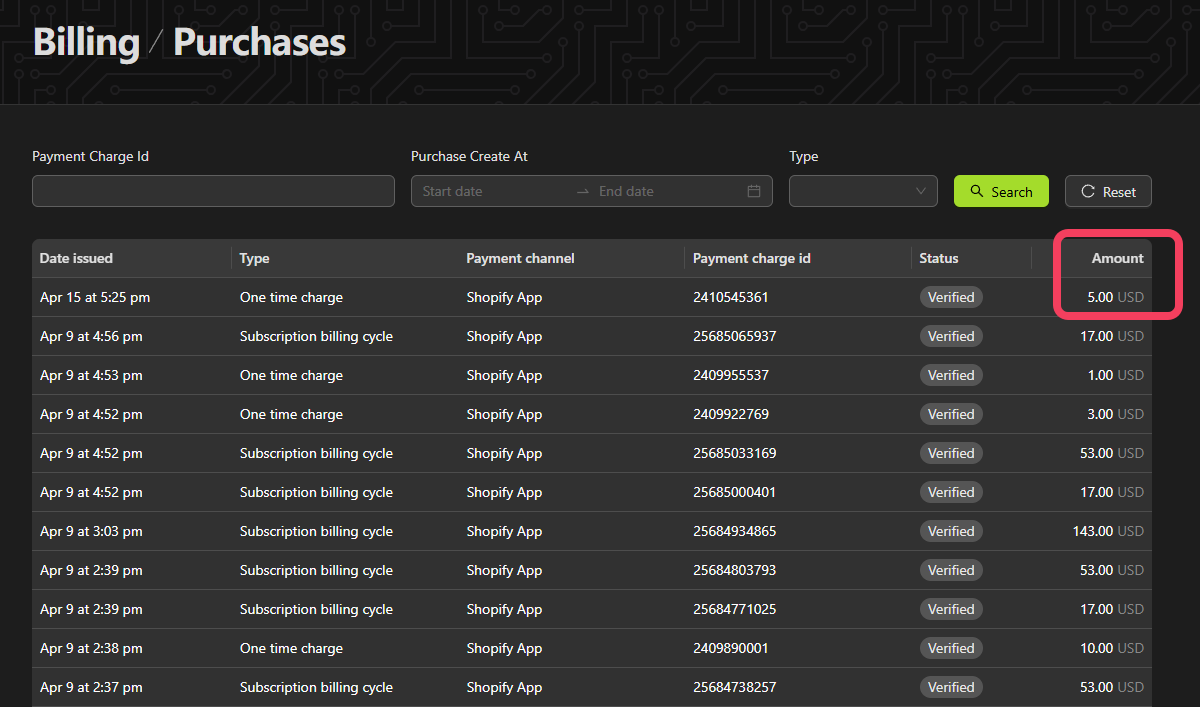 Billing / Purchases
Payment Charge Id Purchase Create At Type
Start date → End date Search Reset
Date issued Type Payment channel Payment charge id Status Amount
Apr 15 at 5:25 pm One time charge Shopify App 2410545361 Verified 5.00 USD
Apr 9 at 4:56 pm Subscription billing cycle Shopify App 25685065937 Verified 17.00 USD
Apr 9 at 4:53 pm One time charge Shopify App 2409955537 Verified 1.00 USD
Apr 9 at 4:52 pm One time charge Shopify App 2409922769 Verified 3.00 USD
Apr 9 at 4:52 pm Subscription billing cycle Shopify App 25685033169 Verified 53.00 USD
Apr 9 at 4:52 pm Subscription billing cycle Shopify App 25685000401 Verified 17.00 USD
Apr 9 at 3:03 pm Subscription billing cycle Shopify App 25684934865 Verified 143.00 USD
Apr 9 at 2:39 pm Subscription billing cycle Shopify App 25684803793 Verified 53.00 USD
Apr 9 at 2:39 pm Subscription billing cycle Shopify App 25684771025 Verified 17.00 USD
Apr 9 at 2:38 pm One time charge Shopify App 2409890001 Verified 10.00 USD
Apr 9 at 2:37 pm Subscription billing cycle Shopify App 25684738257 Verified 53.00 USD